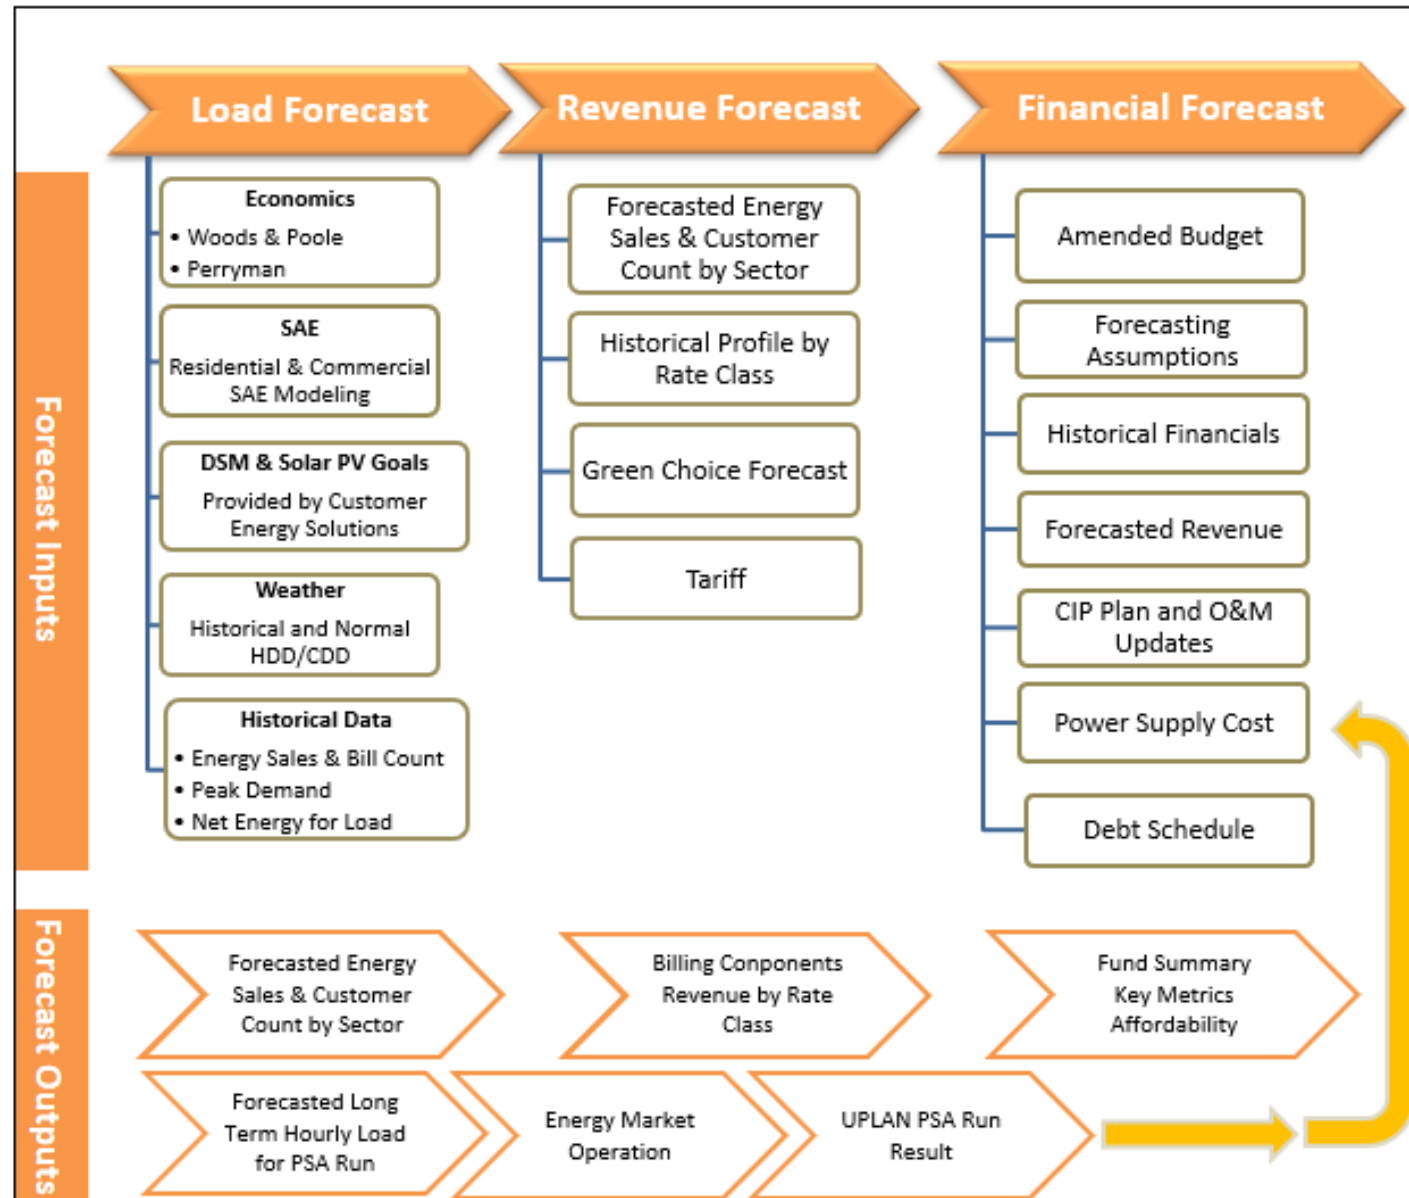 Load Forecast
Revenue Forecast
Financial Forecast
Forecast Inputs
Economics
• Woods & Poole
• Perryman
SAE
Residential & Commercial
SAE Modeling
DSM & Solar PV Goals
Provided by Customer
Energy Solutions
Weather
Historical and Normal
HDD/CDD
Historical Data
• Energy Sales & Bill Count
• Peak Demand
• Net Energy for Load
Forecasted Energy
Sales & Customer
Count by Sector
Historical Profile by
Rate Class
Green Choice Forecast
Tariff
Amended Budget
Forecasting
Assumptions
Historical Financials
Forecasted Revenue
CIP Plan and O&M
Updates
Power Supply Cost
Debt Schedule
Forecast Outputs
Forecasted Energy
Sales & Customer
Count by Sector
Billing Conponents
Revenue by Rate
Class
Fund Summary
Key Metrics
Affordability
Forecasted Long
Term Hourly Load
for PSA Run
Energy Market
Operation
UPLAN PSA Run
Result